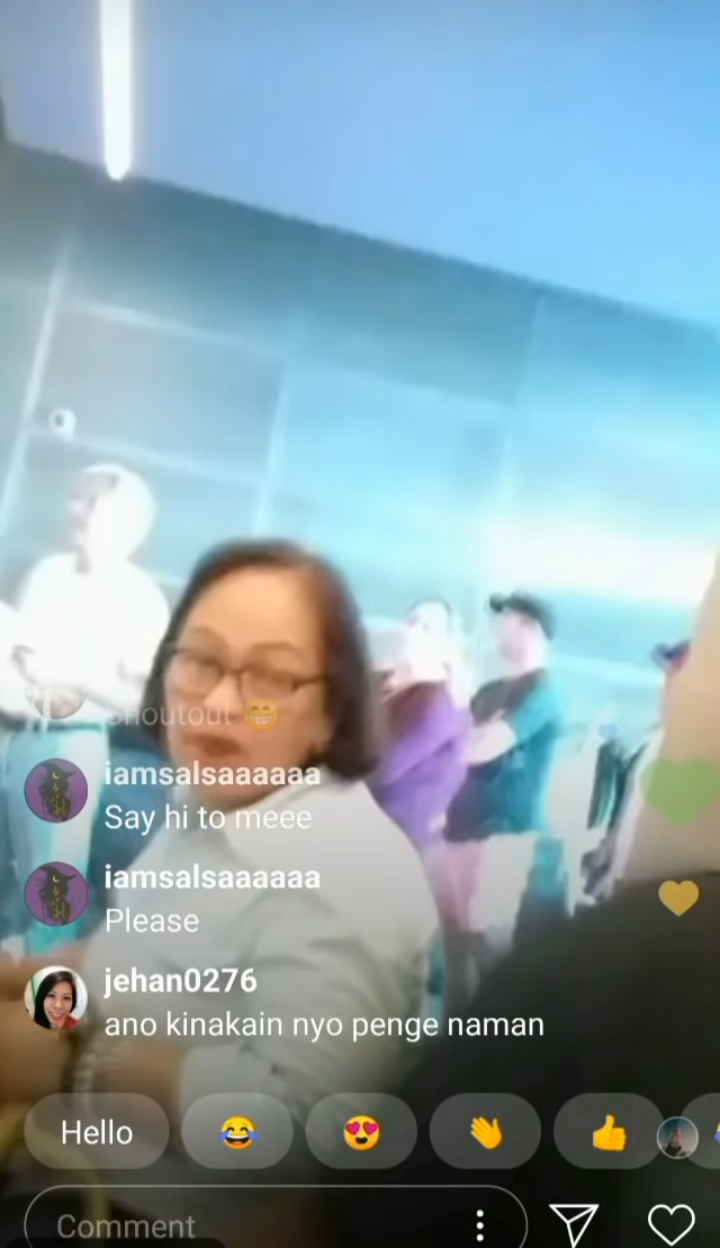 Shoutout 😁
iamsalsaaaaaa
Say hi to meee
iamsalsaaaaaa
Please
jehan0276
ano kinakain nyo penge naman
Hello 😂 😍 👋 👍
Comment